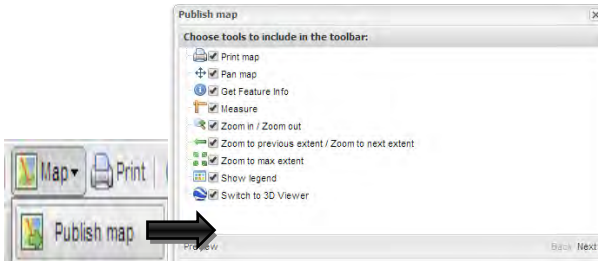 Publish map
Choose tools to include in the toolbar:
Print map
Pan map
Get Feature Info
Measure
Zoom in / Zoom out
Zoom to previous extent / Zoom to next extent
Zoom to max extent
Show legend
Switch to 3D Viewer
Map Print
Publish map
Preview Back Next